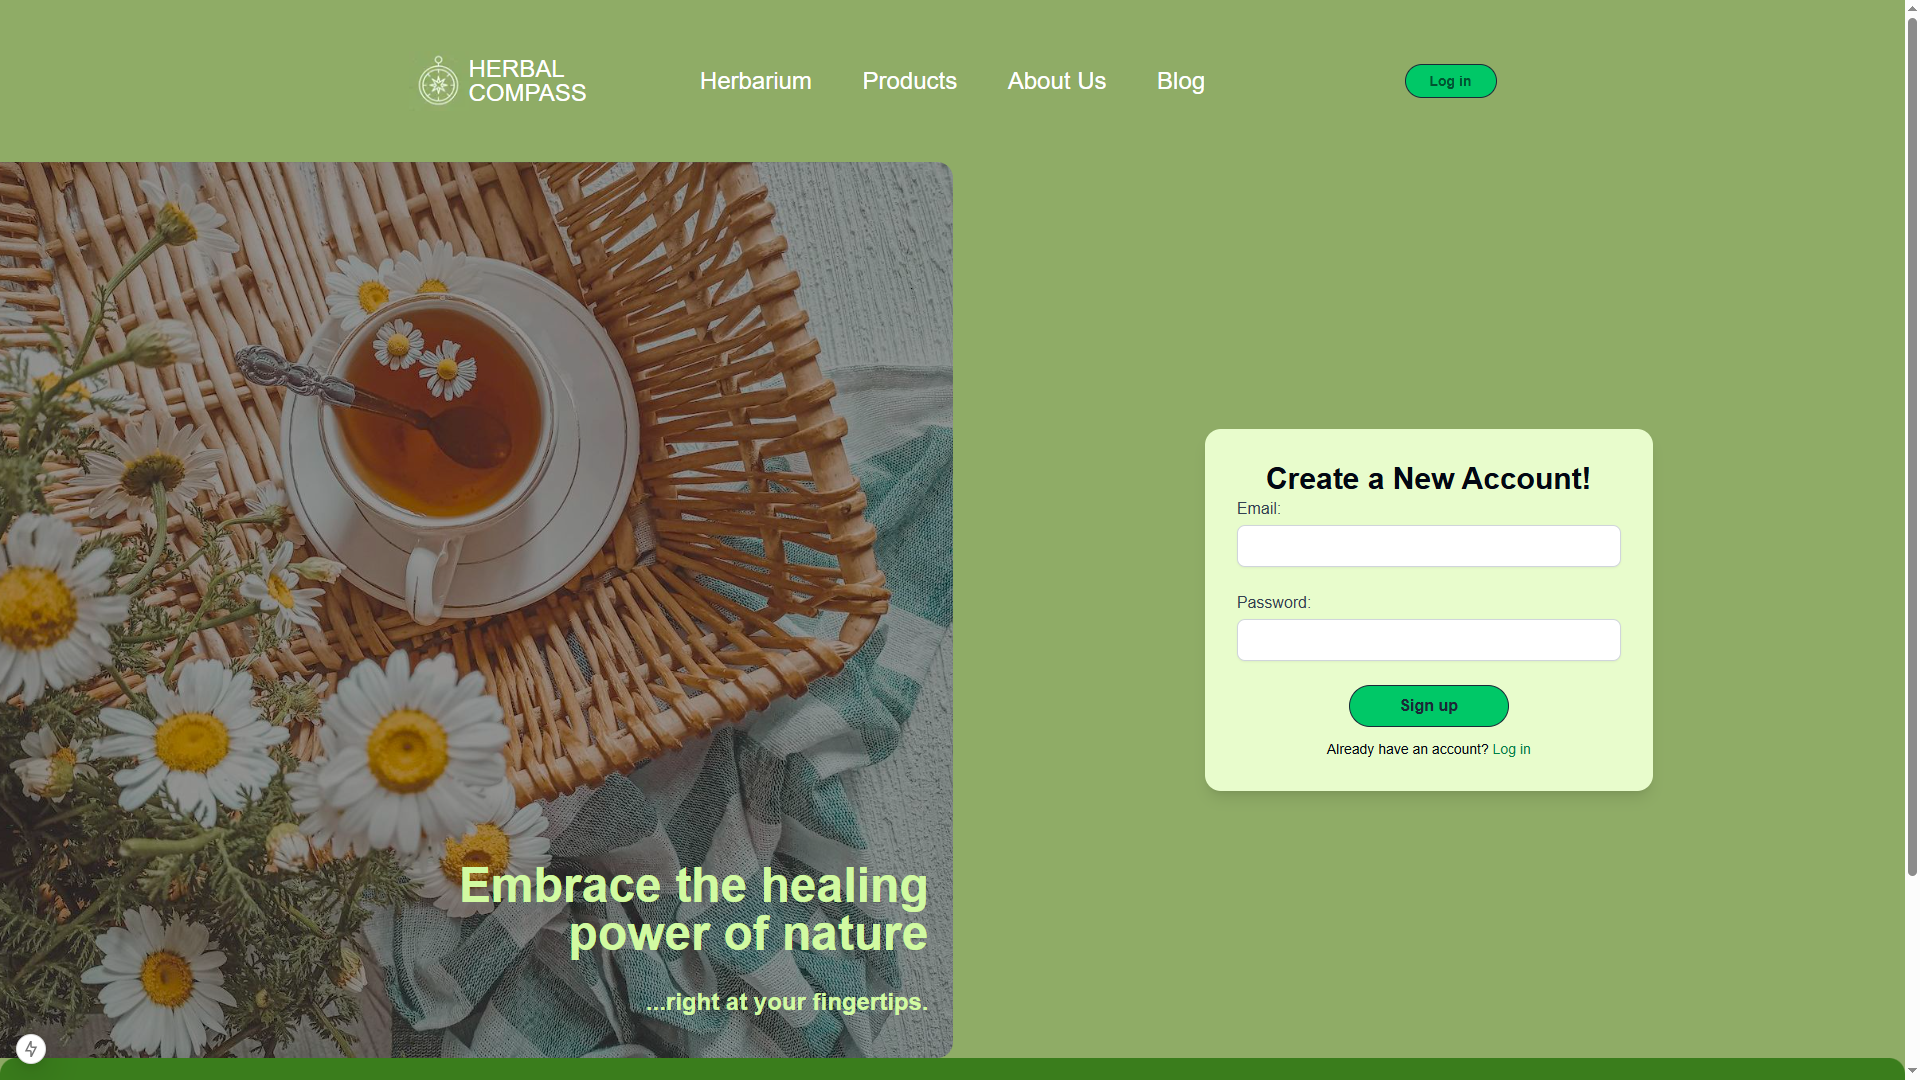 HERBAL
COMPASS
Herbarium
Products
About Us
Blog
Log in
Create a New Account!
Email:
Password:
Sign up
Already have an account? Log in
Embrace the healing
power of nature
...right at your fingertips.